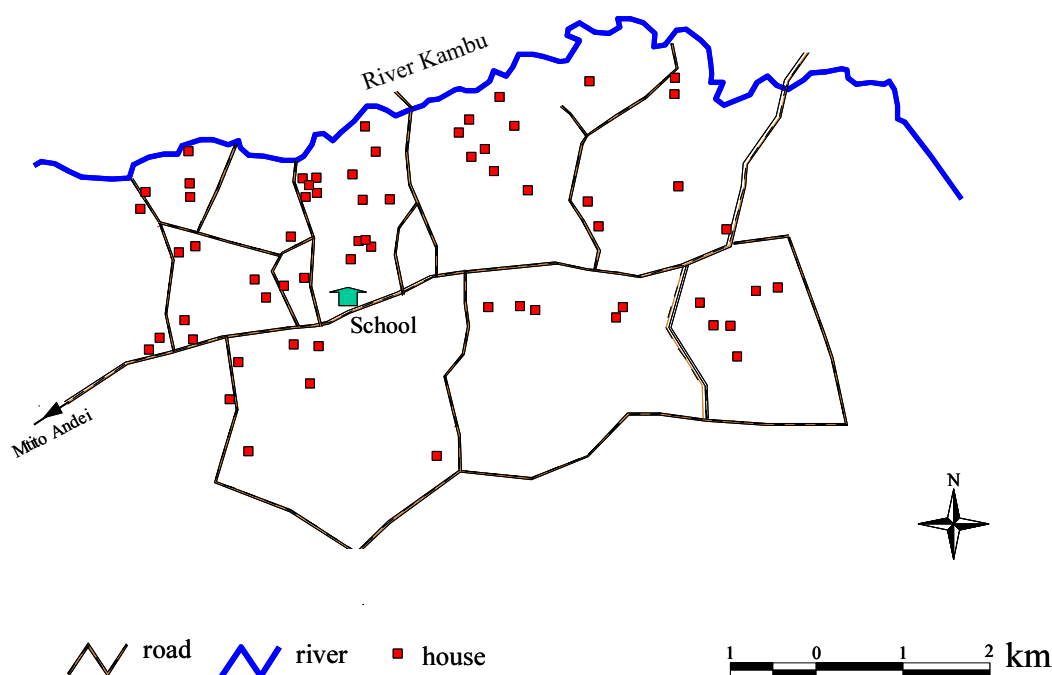 River Kambu
School
Mtito Andei
N
road
river
house
1 0 1 2 km